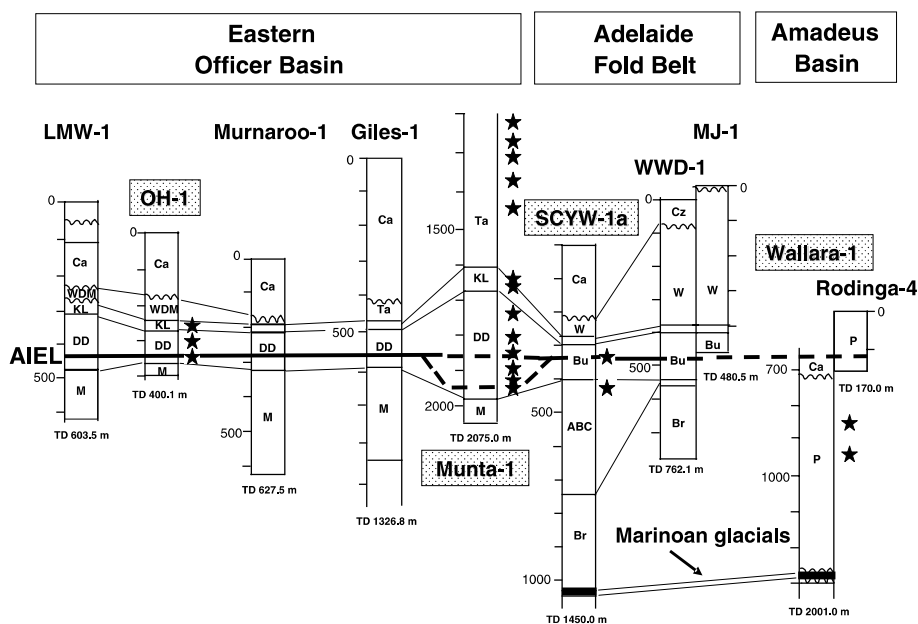 Eastern
Officer Basin
Adelaide
Fold Belt
Amadeus
Basin
LMW-1
OH-1
Murnaroo-1
Giles-1
Munta-1
SCYW-1a
WWD-1
MJ-1
Wallara-1
Rodinga-4
AIEL
0
Ca
WDM
KL
DD
500
M
TD 603.5 m
0
Ca
WDM
KL
DD
M
TD 400.1 m
0
Ca
DD
M
500
TD 627.5 m
0
Ca
Ta
500
DD
M
TD 1326.8 m
Ta
1500
KL
DD
2000
M
TD 2075.0 m
Ca
W
Bu
500
ABC
Br
1000
TD 1450.0 m
0
Cz
W
Bu
500
Br
TD 762.1 m
0
W
Bu
TD 480.5 m
0
P
TD 170.0 m
700
Ca
P
1000
TD 2001.0 m
Marinoan glacials